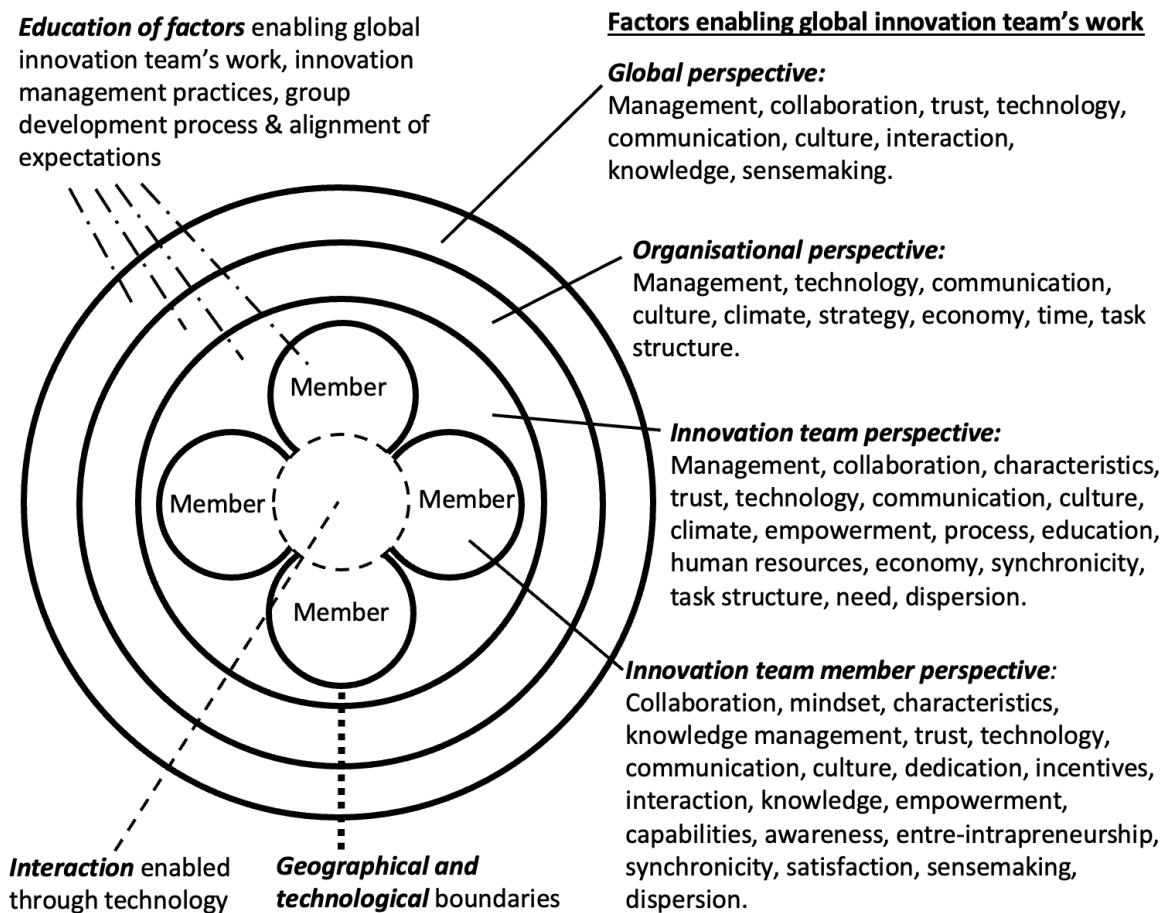 Education of factors enabling global
innovation team’s work, innovation
management practices, group
development process & alignment of
expectations
Factors enabling global innovation team’s work
Global perspective:
Management, collaboration, trust, technology,
communication, culture, interaction,
knowledge, sensemaking.
Organisational perspective:
Management, technology, communication,
culture, climate, strategy, economy, time, task
structure.
Innovation team perspective:
Management, collaboration, characteristics,
trust, technology, communication, culture,
climate, empowerment, process, education,
human resources, economy, synchronicity,
task structure, need, dispersion.
Innovation team member perspective:
Collaboration, mindset, characteristics,
knowledge management, trust, technology,
communication, culture, dedication, incentives,
interaction, knowledge, empowerment,
capabilities, awareness, entre-intrapreneurship,
synchronicity, satisfaction, sensemaking,
dispersion.
Member
Member
Member
Member
Interaction enabled
through technology
Geographical and
technological boundaries